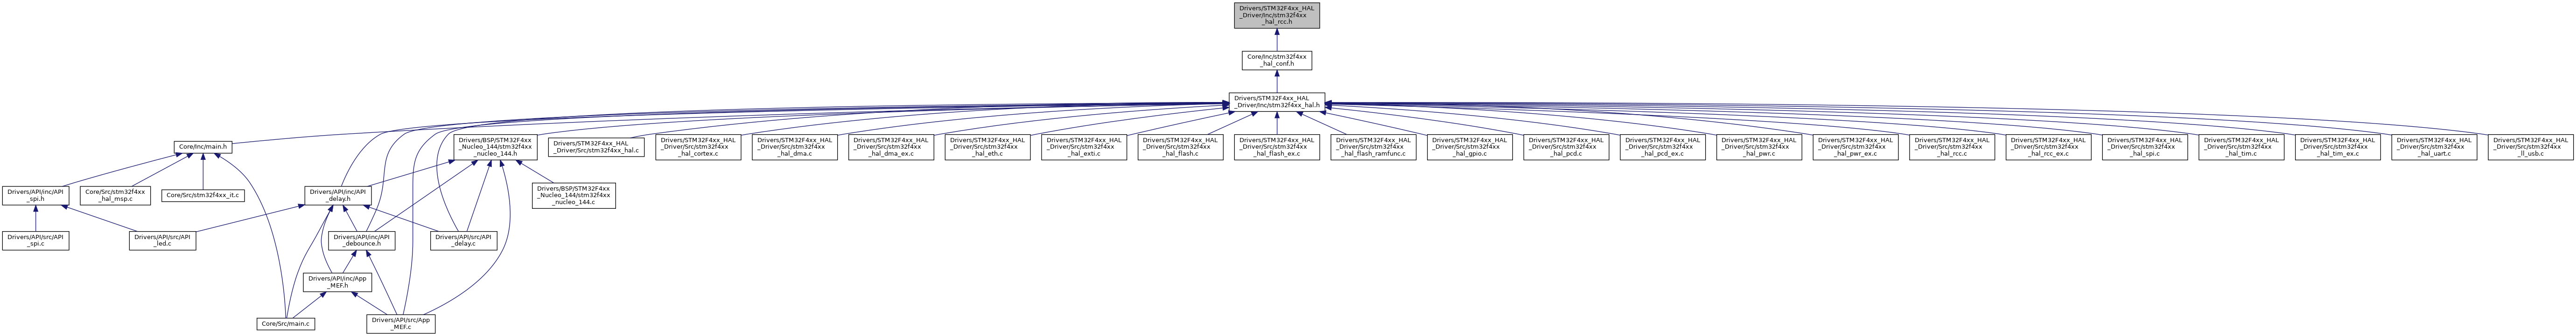 Drivers/STM32F4xx_HAL
_Driver/Inc/stm32f4xx
_hal_rcc.h
Core/Inc/stm32f4xx
_hal_conf.h
Drivers/STM32F4xx_HAL
_Driver/Inc/stm32f4xx_hal.h
Core/Inc/main.h
Drivers/BSP/STM32F4xx
_Nucleo_144/stm32f4xx
_nucleo_144.h
Drivers/STM32F4xx_HAL
_Driver/Src/stm32f4xx_hal.c
Drivers/STM32F4xx_HAL
_Driver/Src/stm32f4xx
_hal_cortex.c
Drivers/STM32F4xx_HAL
_Driver/Src/stm32f4xx
_hal_dma.c
Drivers/STM32F4xx_HAL
_Driver/Src/stm32f4xx
_hal_dma_ex.c
Drivers/STM32F4xx_HAL
_Driver/Src/stm32f4xx
_hal_eth.c
Drivers/STM32F4xx_HAL
_Driver/Src/stm32f4xx
_hal_exti.c
Drivers/STM32F4xx_HAL
_Driver/Src/stm32f4xx
_hal_flash.c
Drivers/STM32F4xx_HAL
_Driver/Src/stm32f4xx
_hal_flash_ex.c
Drivers/STM32F4xx_HAL
_Driver/Src/stm32f4xx
_hal_flash_ramfunc.c
Drivers/STM32F4xx_HAL
_Driver/Src/stm32f4xx
_hal_gpio.c
Drivers/STM32F4xx_HAL
_Driver/Src/stm32f4xx
_hal_pcd.c
Drivers/STM32F4xx_HAL
_Driver/Src/stm32f4xx
_hal_pcd_ex.c
Drivers/STM32F4xx_HAL
_Driver/Src/stm32f4xx
_hal_pwr.c
Drivers/STM32F4xx_HAL
_Driver/Src/stm32f4xx
_hal_pwr_ex.c
Drivers/STM32F4xx_HAL
_Driver/Src/stm32f4xx
_hal_rcc.c
Drivers/STM32F4xx_HAL
_Driver/Src/stm32f4xx
_hal_rcc_ex.c
Drivers/STM32F4xx_HAL
_Driver/Src/stm32f4xx
_hal_spi.c
Drivers/STM32F4xx_HAL
_Driver/Src/stm32f4xx
_hal_tim.c
Drivers/STM32F4xx_HAL
_Driver/Src/stm32f4xx
_hal_tim_ex.c
Drivers/STM32F4xx_HAL
_Driver/Src/stm32f4xx
_hal_uart.c
Drivers/STM32F4xx_HAL
_Driver/Src/stm32f4xx
_ll_usb.c
Drivers/API/inc/API
_spi.h
Core/Src/stm32f4xx
_hal_msp.c
Core/Src/stm32f4xx_it.c
Drivers/API/inc/API
_delay.h
Drivers/BSP/STM32F4xx
_Nucleo_144/stm32f4xx
_nucleo_144.c
Drivers/API/src/API
_spi.c
Drivers/API/src/API
_led.c
Drivers/API/inc/API
_debounce.h
Drivers/API/src/API
_delay.c
Drivers/API/inc/App
_MEF.h
Core/Src/main.c
Drivers/API/src/App
_MEF.c